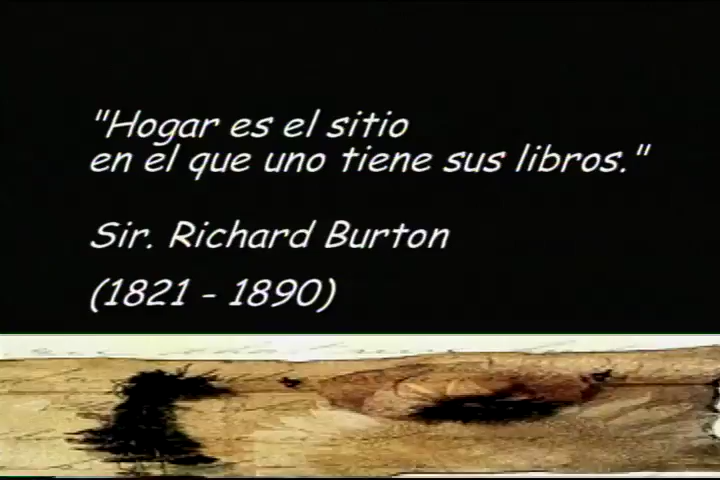 "Hogar es el sitio
en el que uno tiene sus libros."
Sir. Richard Burton
(1821 - 1890)